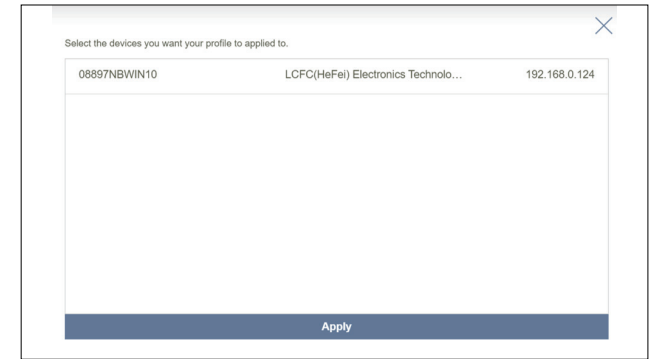 Select the devices you want your profile to applied to.
08897NBWIN10 LCFC(HeFei) Electronics Technolo... 192.168.0.124
Apply